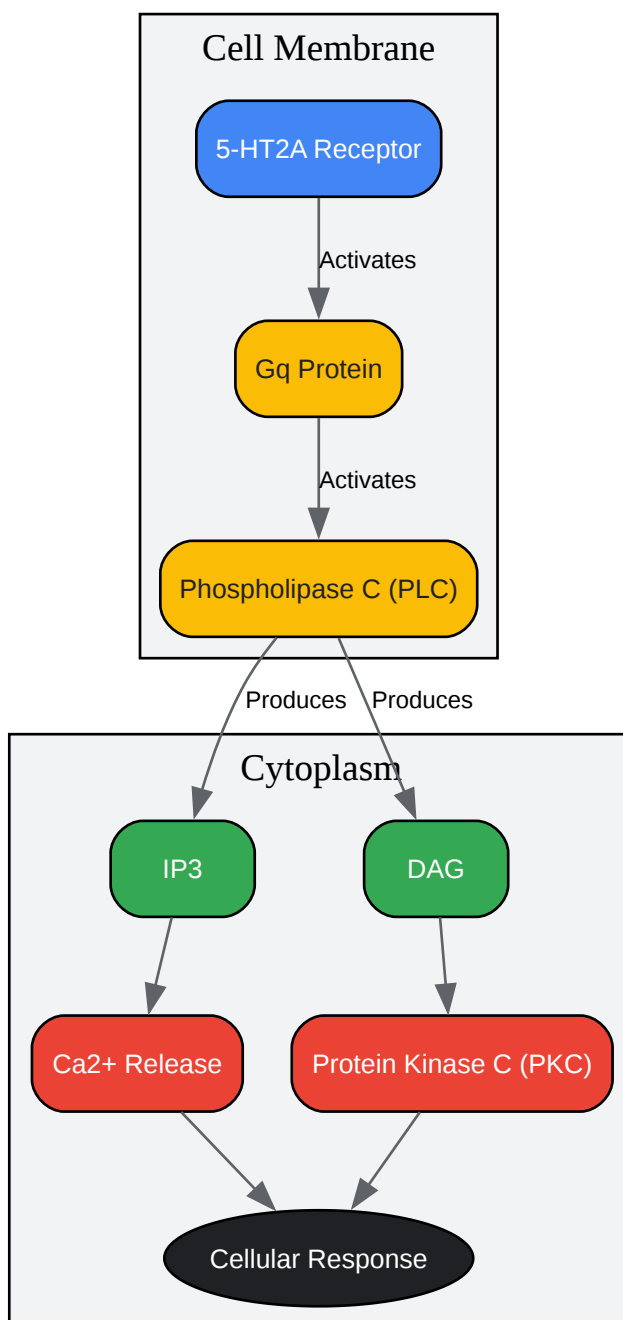 Cell Membrane
5-HT2A Receptor
Activates
Gq Protein
Activates
Phospholipase C (PLC)
Produces
Produces
Cytoplasm
IP3
DAG
Ca2+ Release
Protein Kinase C (PKC)
Cellular Response